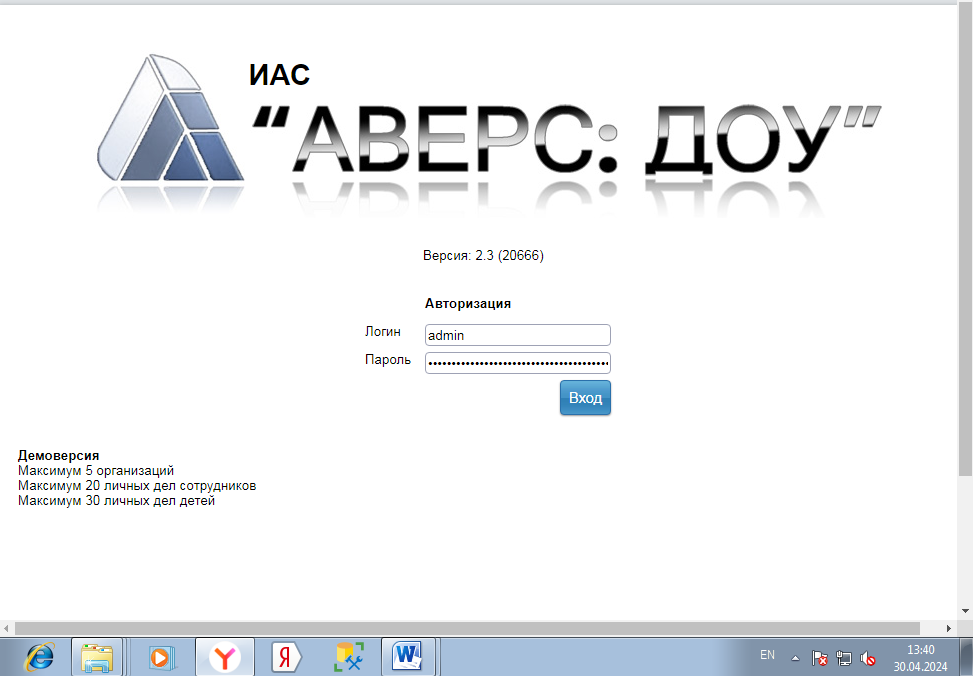 ИАС
“АВЕРС: ДОУ”
Версия: 2.3 (20666)
Авторизация
Логин
admin
Пароль
Вход
Демоверсия
Максимум 5 организаций
Максимум 20 личных дел сотрудников
Максимум 30 личных дел детей
EN
13:40
30.04.2024